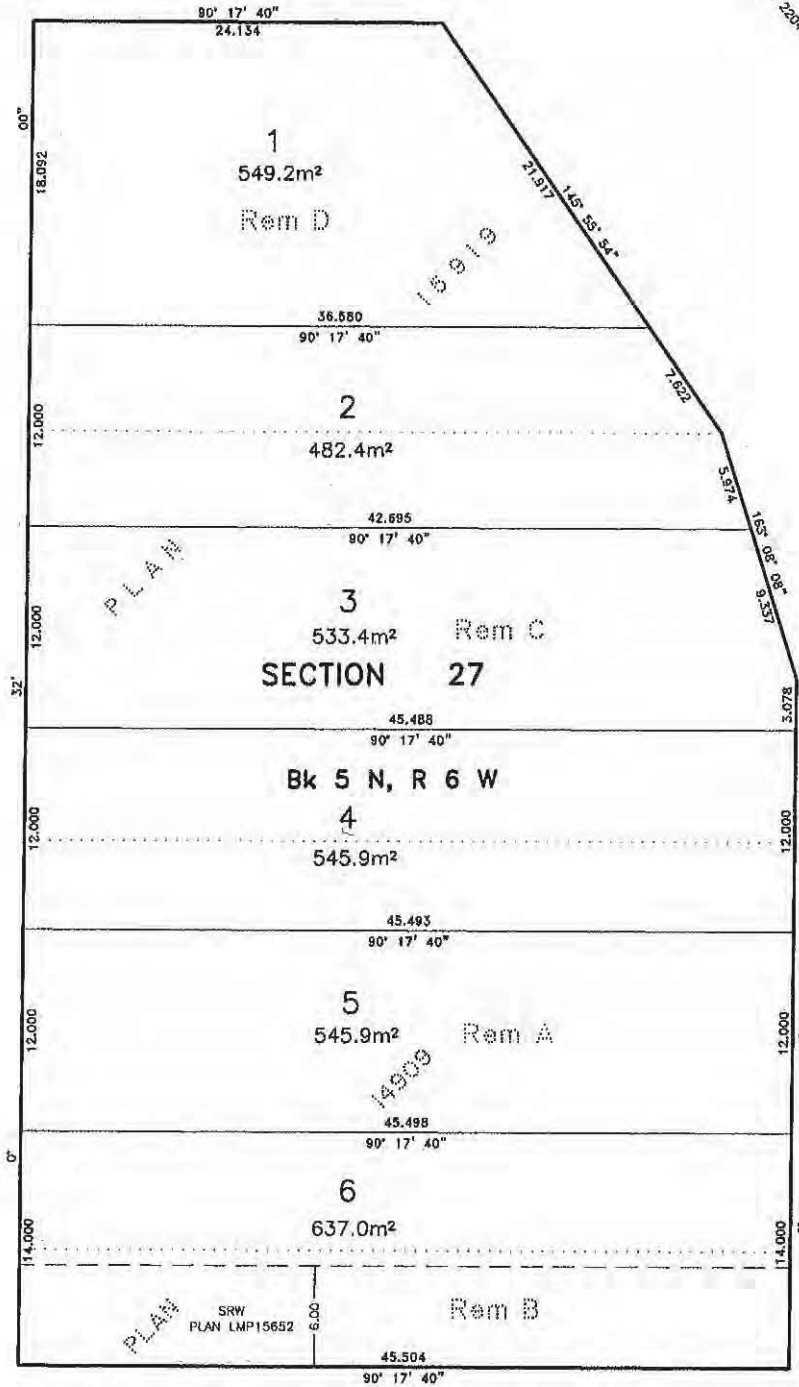 90° 17' 40"
24.134
2204
00"
18.092
1
549.2m²
Rem D
21.917
145° 55' 54"
15919
36.580
90° 17' 40"
7.622
2
12.000
482.4m²
5.974
42.695
90° 17' 40"
163° 08' 08"
PLAN
9.337
3
12.000
533.4m²
Rem C
SECTION 27
32'
3.078
45.488
90° 17' 40"
Bk 5 N, R 6 W
4
12.000
12.000
545.9m²
45.493
90° 17' 40"
5
12.000
12.000
545.9m²
Rem A
14909
45.498
90° 17' 40"
0°
6
14.000
14.000
637.0m²
SRW
PLAN LMP15652
6.00
Rem B
PLAN
45.504
90° 17' 40"